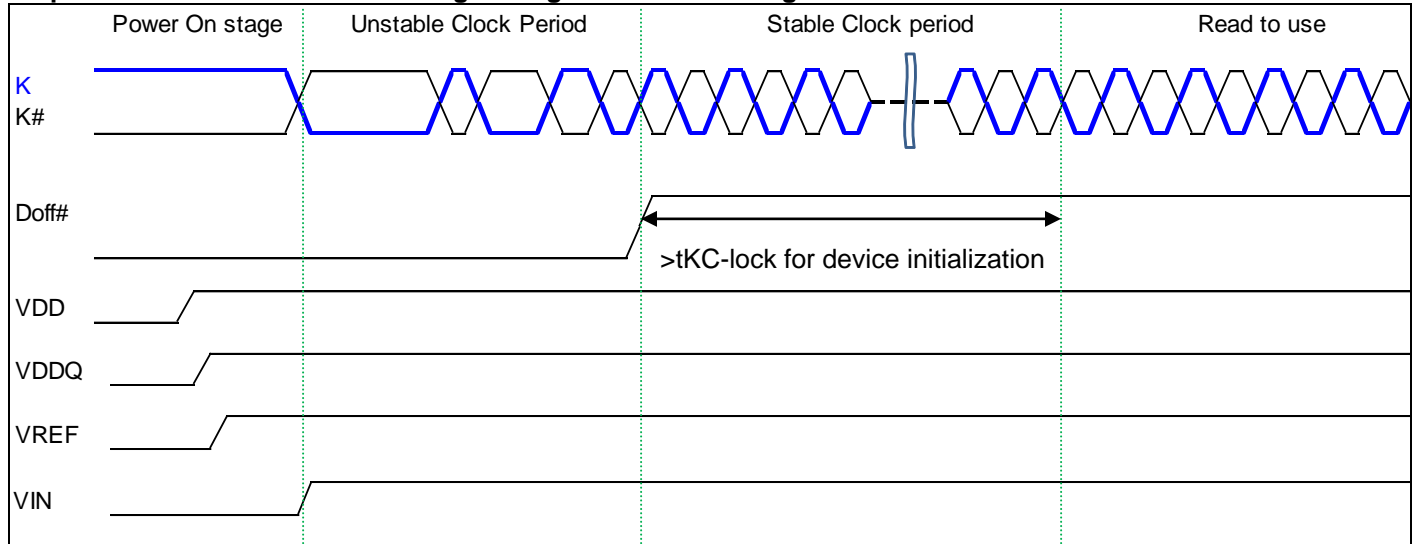 Power On stage
Unstable Clock Period
Stable Clock period
Read to use
K
K#
Doff#
>tKC-lock for device initialization
VDD
VDDQ
VREF
VIN